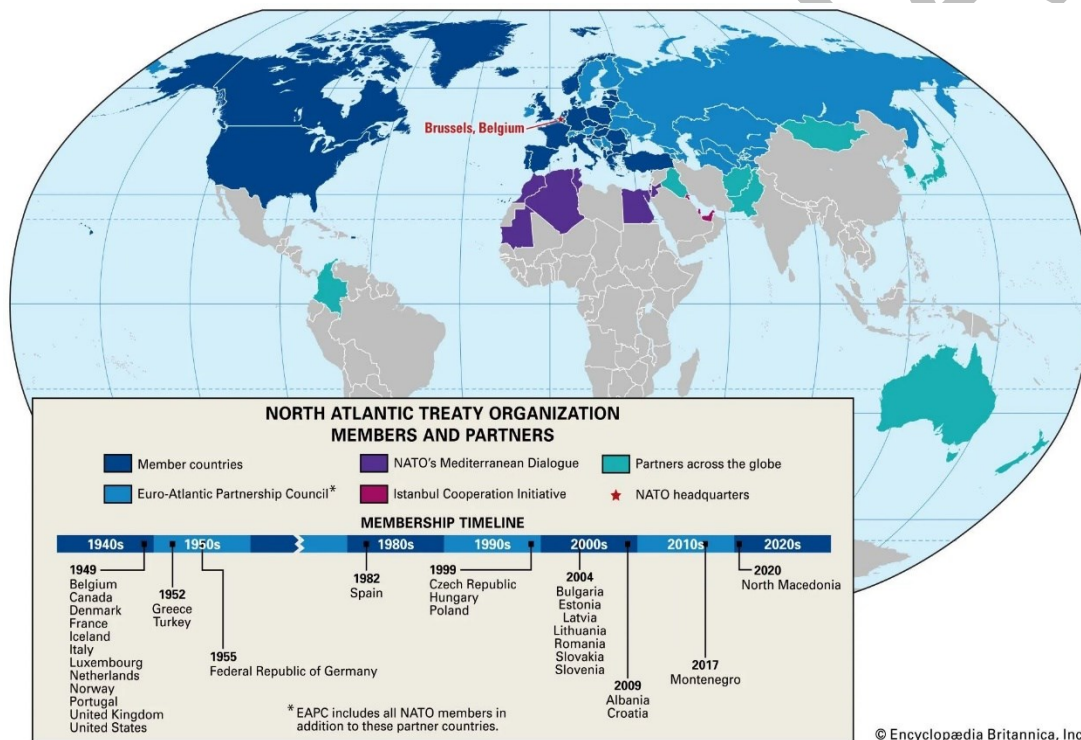 Brussels, Belgium
NORTH ATLANTIC TREATY ORGANIZATION
MEMBERS AND PARTNERS
Member countries
NATO's Mediterranean Dialogue
Partners across the globe
Euro-Atlantic Partnership Council*
Istanbul Cooperation Initiative
NATO headquarters
MEMBERSHIP TIMELINE
1940s 1950s 1980s 1990s 2000s 2010s 2020s
1949
Belgium
Canada
Denmark
France
Iceland
Italy
Luxembourg
Netherlands
Norway
Portugal
United Kingdom
United States
1952
Greece
Turkey
1955
Federal Republic of Germany
1982
Spain
1999
Czech Republic
Hungary
Poland
2004
Bulgaria
Estonia
Latvia
Lithuania
Romania
Slovakia
Slovenia
2009
Albania
Croatia
2017
Montenegro
2020
North Macedonia
* EAPC includes all NATO members in
addition to these partner countries.
© Encyclopædia Britannica, Inc